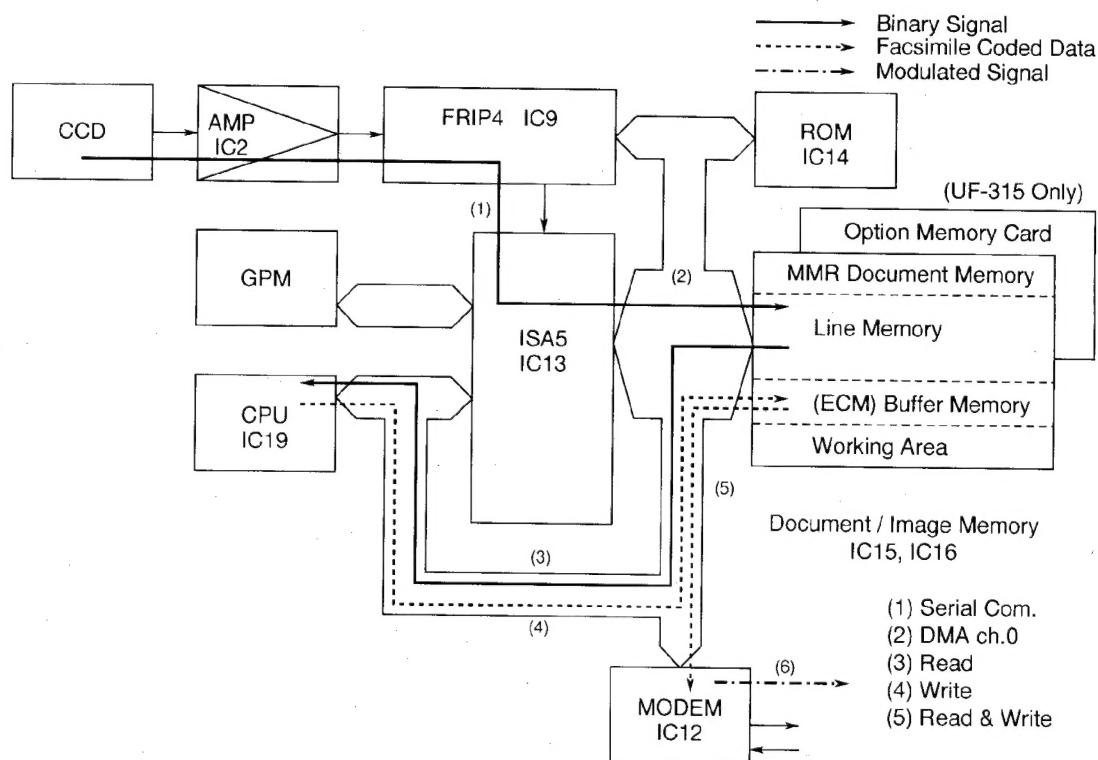 Binary Signal
Facsimile Coded Data
Modulated Signal
CCD
AMP
IC2
FRIP4 IC9
ROM
IC14
(1)
(UF-315 Only)
Option Memory Card
GPM
(2)
MMR Document Memory
Line Memory
ISA5
IC13
CPU
IC19
(ECM) Buffer Memory
Working Area
(5)
Document / Image Memory
IC15, IC16
(3)
(4)
(1) Serial Com.
(2) DMA ch.0
(3) Read
(4) Write
(5) Read & Write
(6)
MODEM
IC12